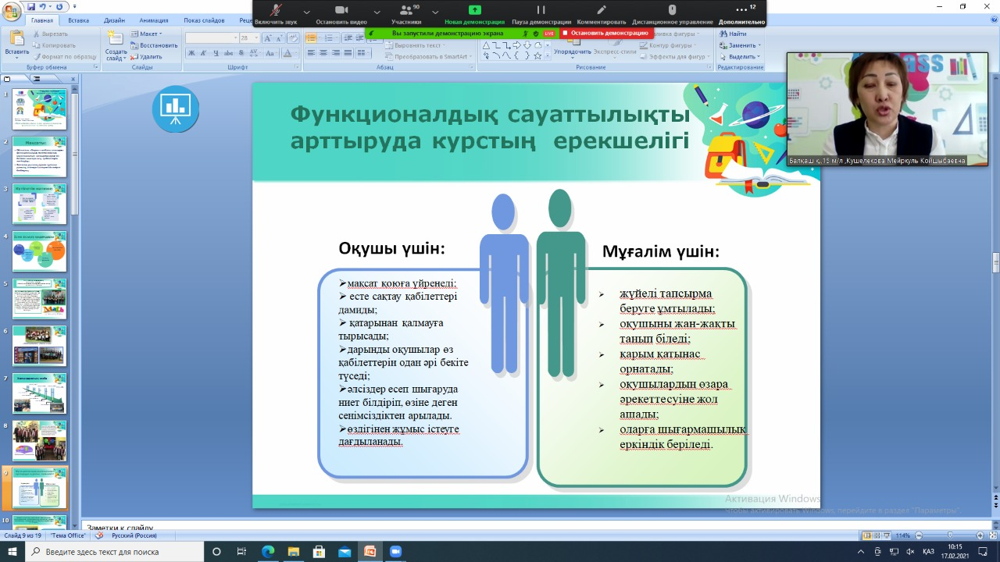 90
12
Включить звук
Остановить видео
Участники
Новая демонстрация
Пауза демонстрации
Комментировать
Дистанционное управление
Дополнительно
Вы запустили демонстрацию экрана
LIVE
Остановить демонстрацию
Главная
Вставка
Дизайн
Анимация
Показ слайдов
Вырезать
Копировать
Формат по образцу
Буфер обмена
Создать слайд
Макет
Восстановить
Удалить
Слайды
28
Шрифт
Выровнять текст
Преобразовать в SmartArt
Абзац
Упорядочить
Экспресс-стили
Контур фигуры
Эффекты для фигур
Рисование
Найти
Заменить
Выделить
Редактирование
Функционалдық сауаттылықты
арттыруда курстың ерекшелігі
Балкаш қ.,15 м/л ,Кушелекова Мейркуль Койшыбаевна
Оқушы үшін:
мақсат қоюға үйренеді;
есте сақтау қабілеттері
дамиды;
қатарынан қалмауға
тырысады;
дарынды оқушылар өз
қабілеттерін одан әрі бекіте
түседі;
әлсіздер есеп шығаруда
ниет білдіріп, өзіне деген
сенімсіздіктен арылады.
өздігінен жұмыс істеуге
дағдыланады.
Мұғалім үшін:
жүйелі тапсырма
беруге ұмтылады;
оқушыны жан-жақты
танып біледі;
қарым қатынас
орнатады;
оқушылардын өзара
әрекеттесуіне жол
ашады;
оларға шығармашылық
еркіндік беріледі.
Активация Windows
Чтобы активировать Windows, перейдите в раздел "Параметры".
Заметки к слайду
Слайд 9 из 19
"Тема Office"
Русский (Россия)
114%
Введите здесь текст для поиска
10:15
17.02.2021